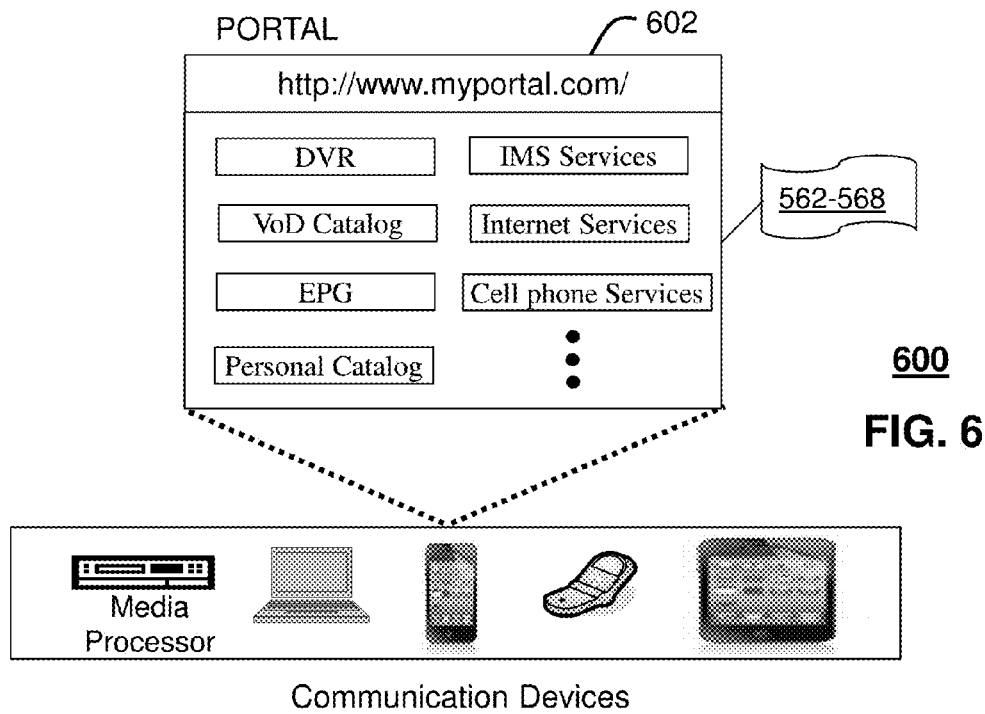 PORTAL
602
http://www.myportal.com/
DVR
IMS Services
VoD Catalog
Internet Services
EPG
Cell phone Services
Personal Catalog
562-568
600
FIG. 6
Media
Processor
Communication Devices